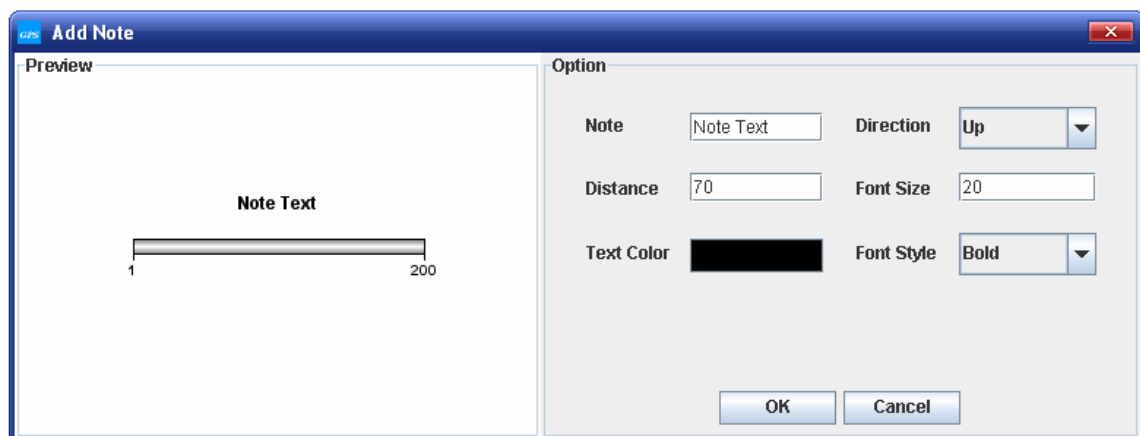 GPS Add Note
Preview
Note Text
1 200
Option
Note Note Text Direction Up
Distance 70 Font Size 20
Text Color Font Style Bold
OK Cancel